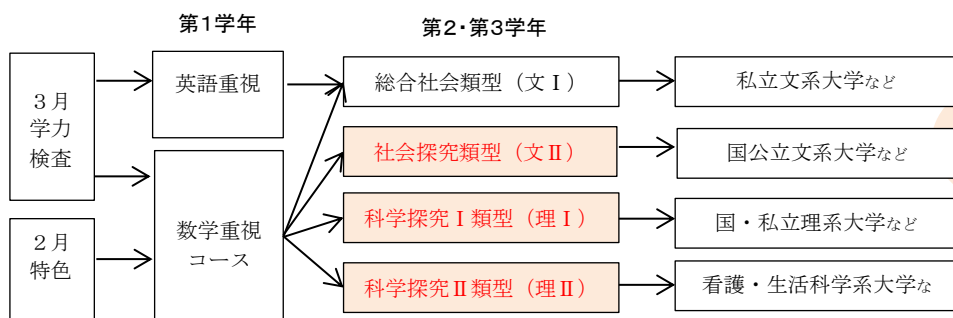 第1学年
第2・第3学年
3月
学力
検査
2月
特色
英語重視
数学重視
コース
総合社会類型（文Ⅰ）
社会探究類型（文Ⅱ）
科学探究Ⅰ類型（理Ⅰ）
科学探究Ⅱ類型（理Ⅱ）
私立文系大学など
国公立文系大学など
国・私立理系大学など
看護・生活科学系大学な